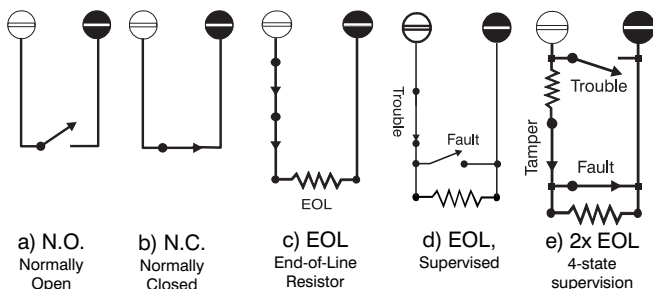 Trouble
Fault
EOL
Trouble
Tamper
Fault
a) N.O.
Normally
Open
b) N.C.
Normally
Closed
c) EOL
End-of-Line
Resistor
d) EOL,
Supervised
e) 2x EOL
4-state
supervision